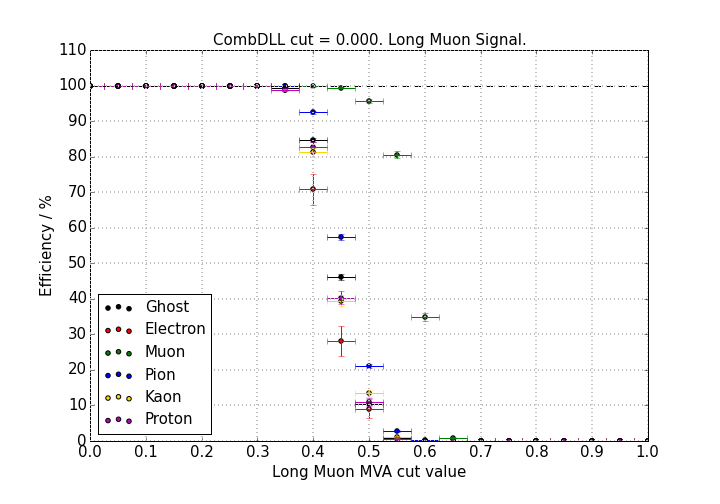 CombDLL cut = 0.000. Long Muon Signal.
110
100
90
80
70
60
50
40
30
20
10
0
Efficiency / %
Ghost
Electron
Muon
Pion
Kaon
Proton
0.0 0.1 0.2 0.3 0.4 0.5 0.6 0.7 0.8 0.9 1.0
Long Muon MVA cut value